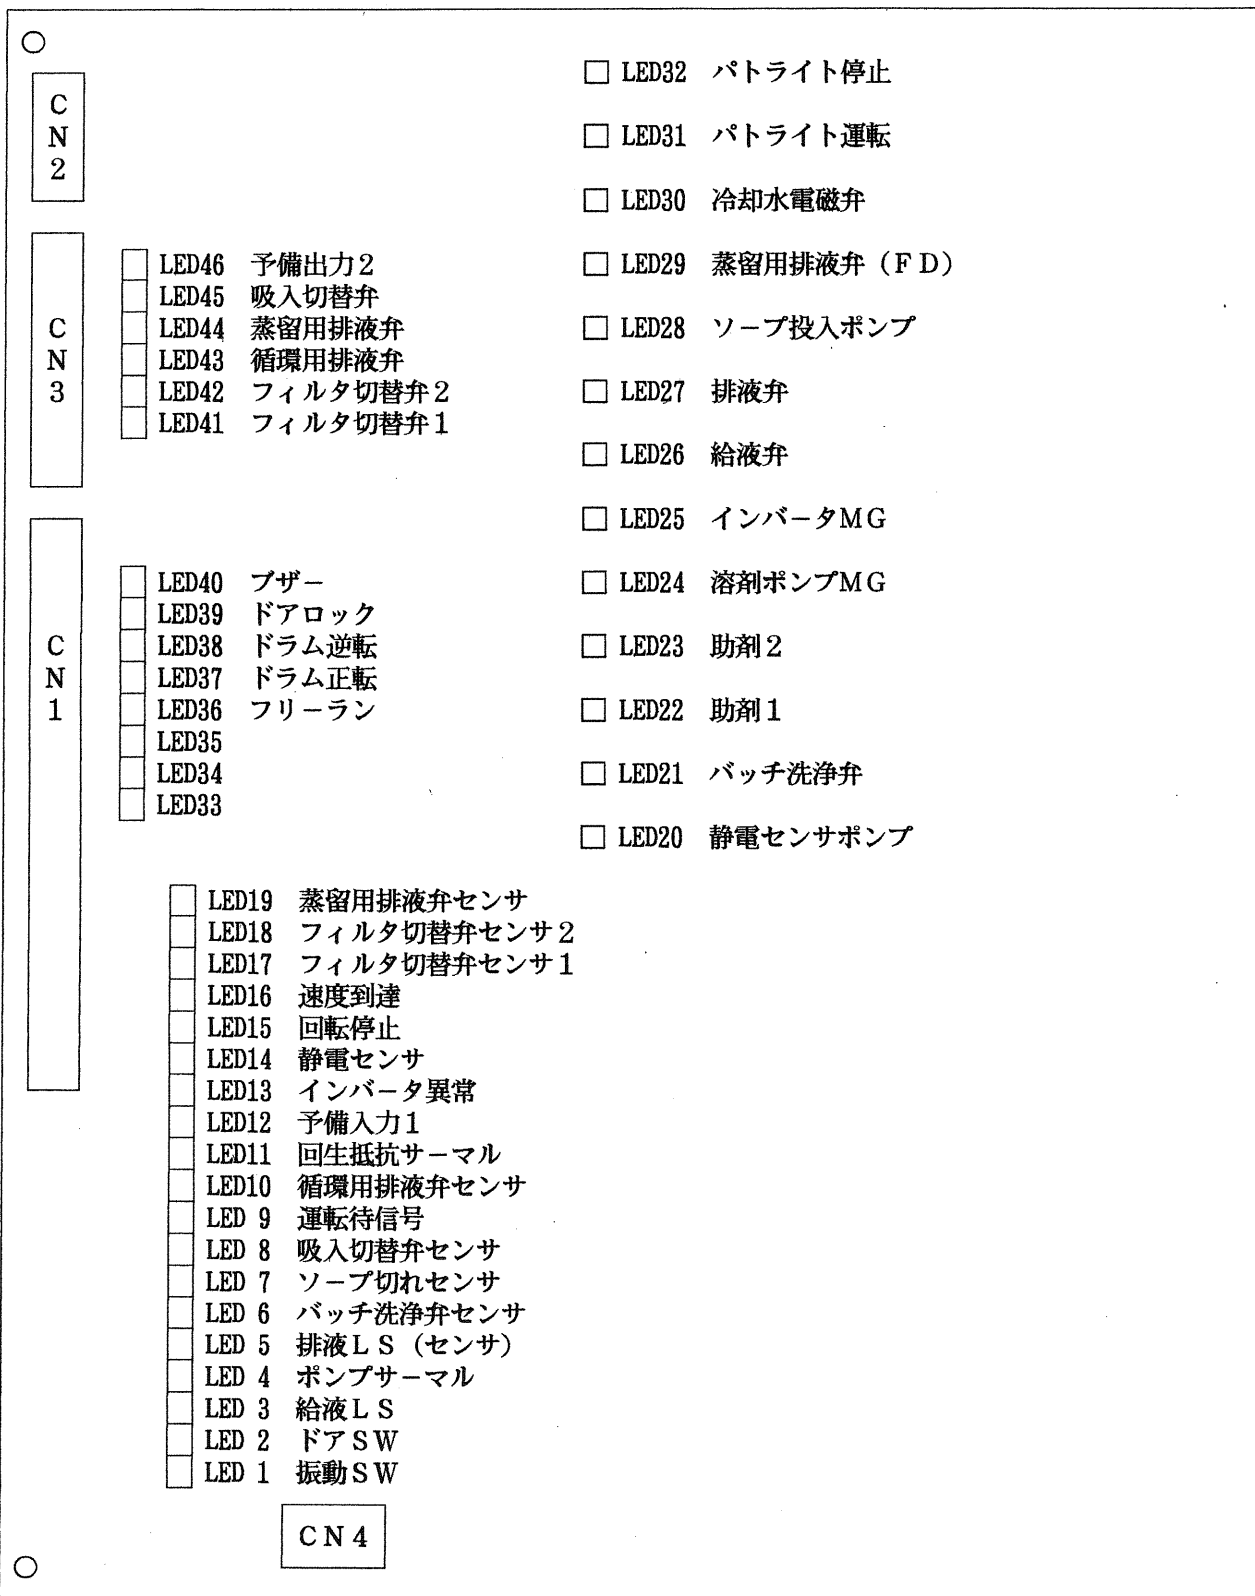 CN2
LED32 パトライト停止
LED31 パトライト運転
LED30 冷却水電磁弁
CN3
LED46 予備出力2
LED45 吸入切替弁
LED44 蒸留用排液弁
LED43 循環用排液弁
LED42 フィルタ切替弁2
LED41 フィルタ切替弁1
LED29 蒸留用排液弁(FD)
LED28 ソープ投入ポンプ
LED27 排液弁
LED26 給液弁
LED25 インバータMG
CN1
LED40 ブザー
LED39 ドアロック
LED38 ドラム逆転
LED37 ドラム正転
LED36 フリーラン
LED35
LED34
LED33
LED24 溶剤ポンプMG
LED23 助剤2
LED22 助剤1
LED21 バッチ洗浄弁
LED20 静電センサポンプ
LED19 蒸留用排液弁センサ
LED18 フィルタ切替弁センサ2
LED17 フィルタ切替弁センサ1
LED16 速度到達
LED15 回転停止
LED14 静電センサ
LED13 インバータ異常
LED12 予備入力1
LED11 回生抵抗サーマル
LED10 循環用排液弁センサ
LED 9 運転待信号
LED 8 吸入切替弁センサ
LED 7 ソープ切れセンサ
LED 6 バッチ洗浄弁センサ
LED 5 排液LS(センサ)
LED 4 ポンプサーマル
LED 3 給液LS
LED 2 ドアSW
LED 1 振動SW
CN4